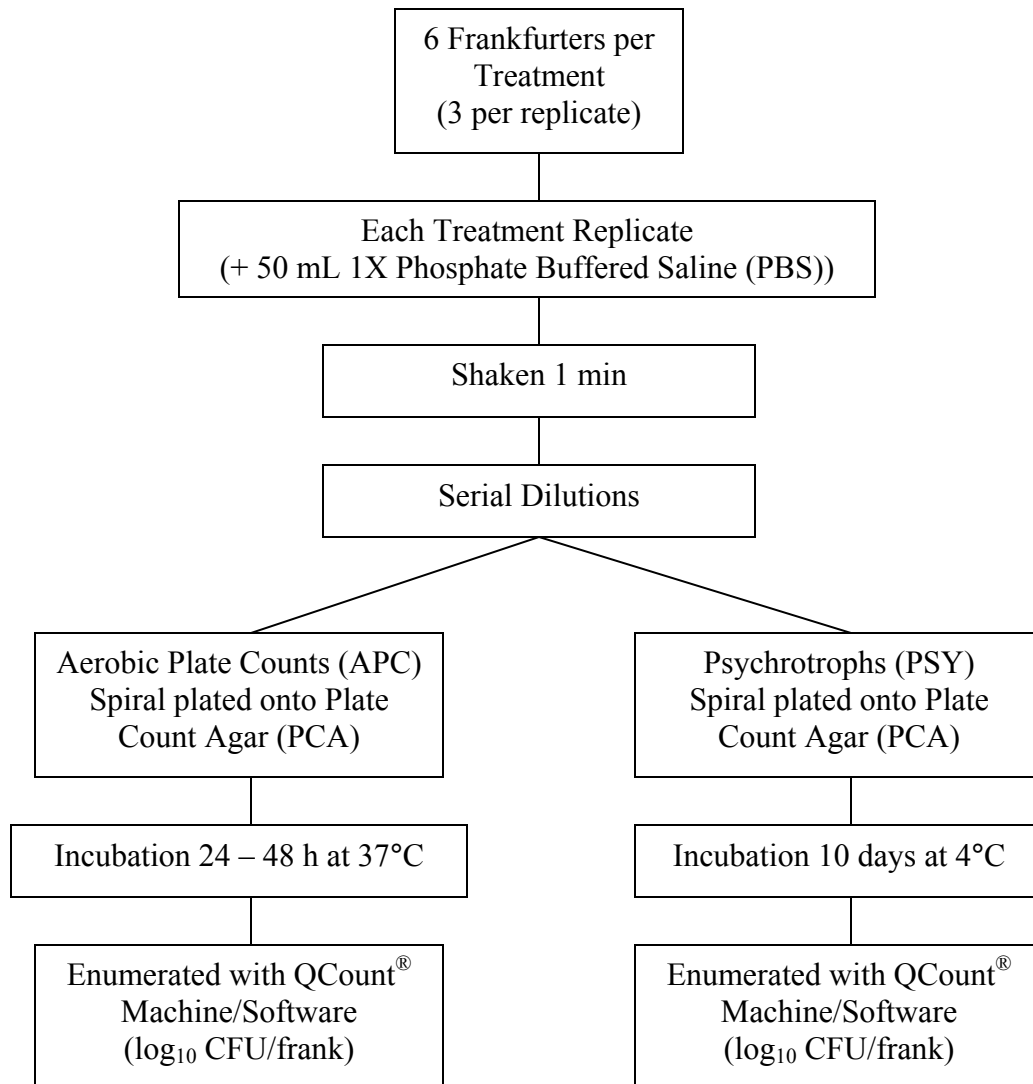 6 Frankfurters per
Treatment
(3 per replicate)
Each Treatment Replicate
(+ 50 mL 1X Phosphate Buffered Saline (PBS))
Shaken 1 min
Serial Dilutions
Aerobic Plate Counts (APC)
Spiral plated onto Plate
Count Agar (PCA)
Psychrotrophs (PSY)
Spiral plated onto Plate
Count Agar (PCA)
Incubation 24 – 48 h at 37°C
Incubation 10 days at 4°C
Enumerated with QCount®
Machine/Software
(log₁₀ CFU/frank)
Enumerated with QCount®
Machine/Software
(log₁₀ CFU/frank)